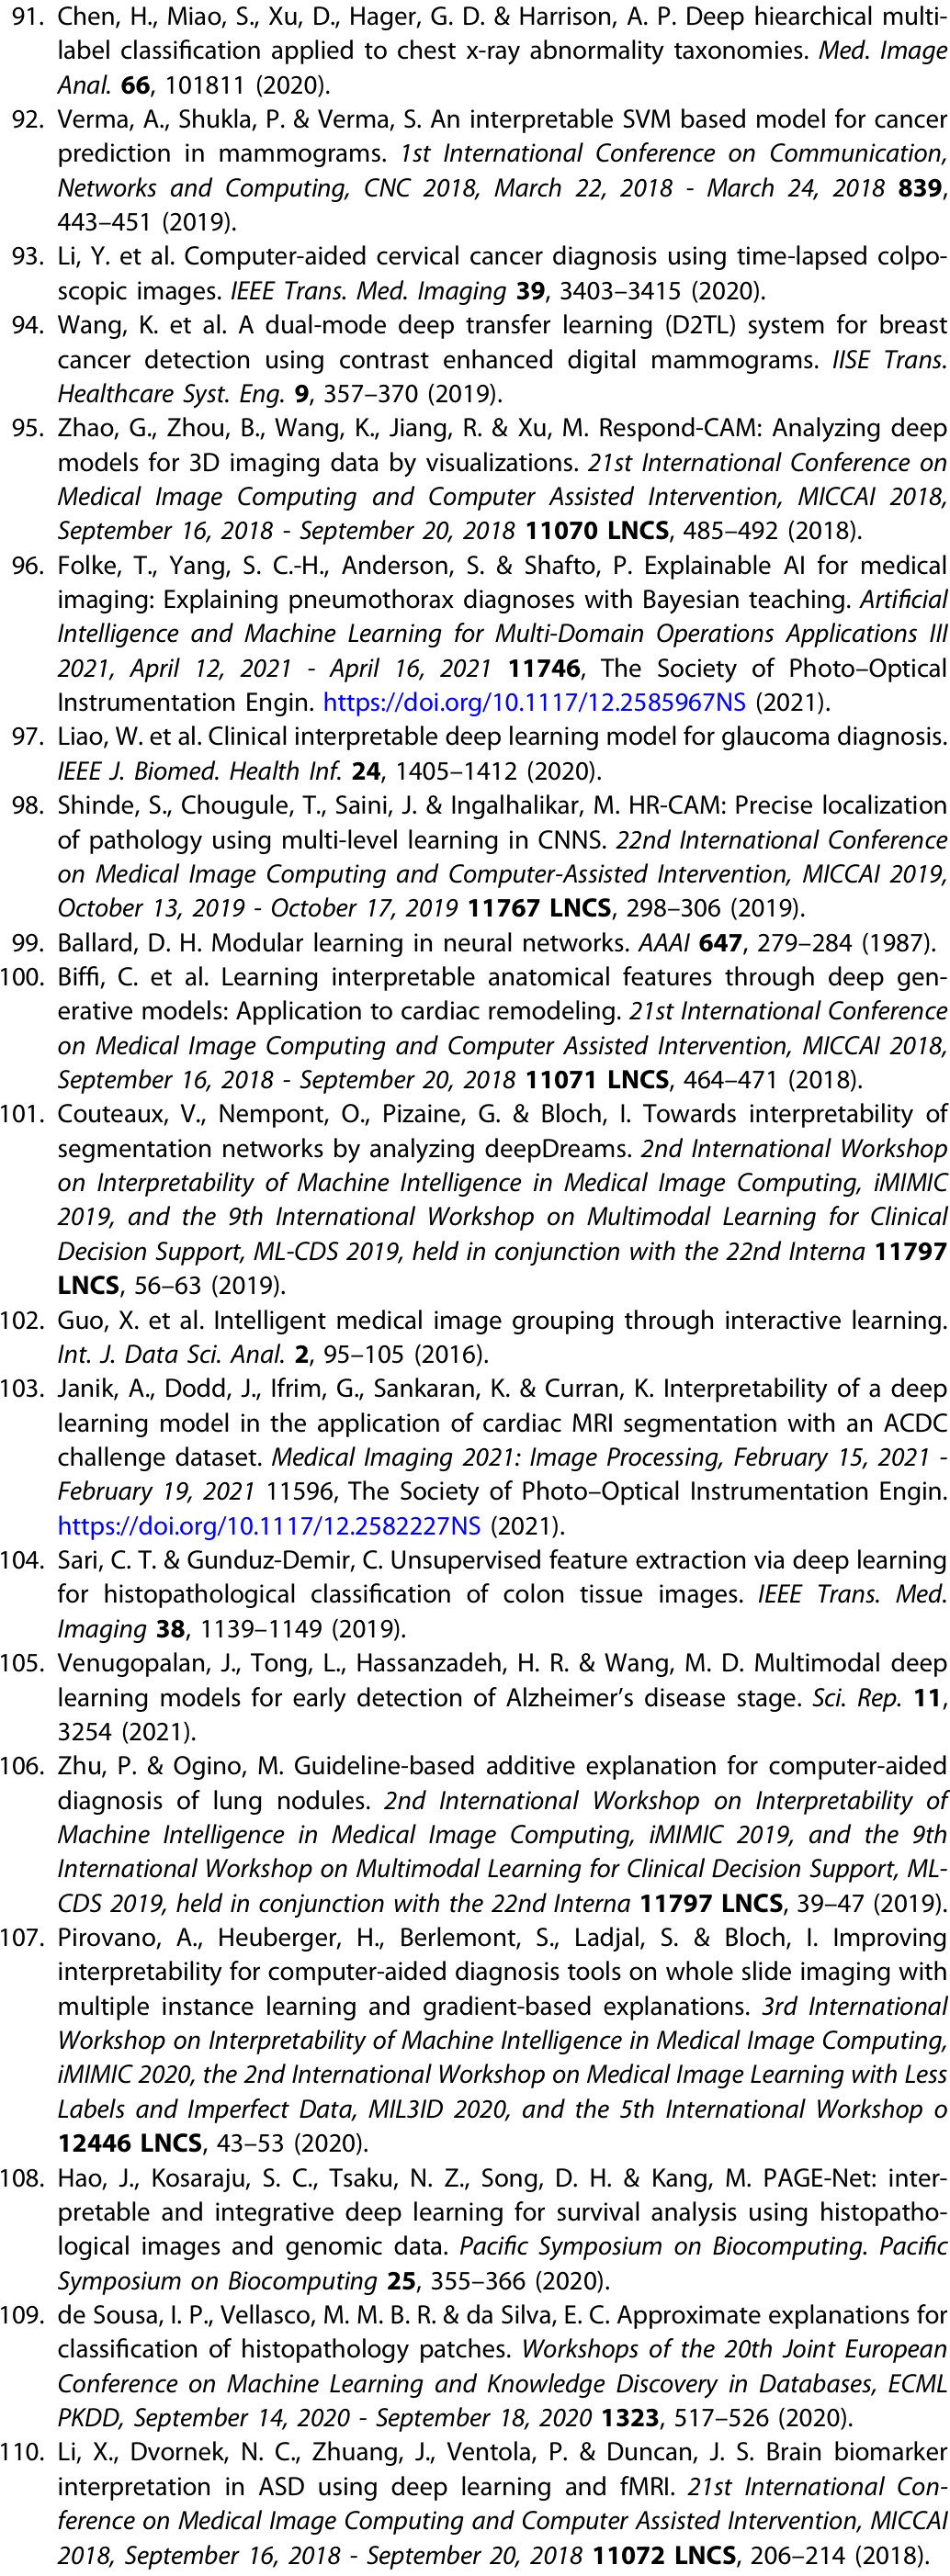 91. Chen, H., Miao, S., Xu, D., Hager, G. D. & Harrison, A. P. Deep hiearchical multi-
label classification applied to chest x-ray abnormality taxonomies. Med. Image
Anal. 66, 101811 (2020).
92. Verma, A., Shukla, P. & Verma, S. An interpretable SVM based model for cancer
prediction in mammograms. 1st International Conference on Communication,
Networks and Computing, CNC 2018, March 22, 2018 - March 24, 2018 839,
443–451 (2019).
93. Li, Y. et al. Computer-aided cervical cancer diagnosis using time-lapsed colpo-
scopic images. IEEE Trans. Med. Imaging 39, 3403–3415 (2020).
94. Wang, K. et al. A dual-mode deep transfer learning (D2TL) system for breast
cancer detection using contrast enhanced digital mammograms. IISE Trans.
Healthcare Syst. Eng. 9, 357–370 (2019).
95. Zhao, G., Zhou, B., Wang, K., Jiang, R. & Xu, M. Respond-CAM: Analyzing deep
models for 3D imaging data by visualizations. 21st International Conference on
Medical Image Computing and Computer Assisted Intervention, MICCAI 2018,
September 16, 2018 - September 20, 2018 11070 LNCS, 485–492 (2018).
96. Folke, T., Yang, S. C.-H., Anderson, S. & Shafto, P. Explainable AI for medical
imaging: Explaining pneumothorax diagnoses with Bayesian teaching. Artificial
Intelligence and Machine Learning for Multi-Domain Operations Applications III
2021, April 12, 2021 - April 16, 2021 11746, The Society of Photo–Optical
Instrumentation Engin. https://doi.org/10.1117/12.2585967NS (2021).
97. Liao, W. et al. Clinical interpretable deep learning model for glaucoma diagnosis.
IEEE J. Biomed. Health Inf. 24, 1405–1412 (2020).
98. Shinde, S., Chougule, T., Saini, J. & Ingalhalikar, M. HR-CAM: Precise localization
of pathology using multi-level learning in CNNS. 22nd International Conference
on Medical Image Computing and Computer-Assisted Intervention, MICCAI 2019,
October 13, 2019 - October 17, 2019 11767 LNCS, 298–306 (2019).
99. Ballard, D. H. Modular learning in neural networks. AAAI 647, 279–284 (1987).
100. Biffi, C. et al. Learning interpretable anatomical features through deep gen-
erative models: Application to cardiac remodeling. 21st International Conference
on Medical Image Computing and Computer Assisted Intervention, MICCAI 2018,
September 16, 2018 - September 20, 2018 11071 LNCS, 464–471 (2018).
101. Couteaux, V., Nempont, O., Pizaine, G. & Bloch, I. Towards interpretability of
segmentation networks by analyzing deepDreams. 2nd International Workshop
on Interpretability of Machine Intelligence in Medical Image Computing, iMIMIC
2019, and the 9th International Workshop on Multimodal Learning for Clinical
Decision Support, ML-CDS 2019, held in conjunction with the 22nd Interna 11797
LNCS, 56–63 (2019).
102. Guo, X. et al. Intelligent medical image grouping through interactive learning.
Int. J. Data Sci. Anal. 2, 95–105 (2016).
103. Janik, A., Dodd, J., Ifrim, G., Sankaran, K. & Curran, K. Interpretability of a deep
learning model in the application of cardiac MRI segmentation with an ACDC
challenge dataset. Medical Imaging 2021: Image Processing, February 15, 2021 -
February 19, 2021 11596, The Society of Photo–Optical Instrumentation Engin.
https://doi.org/10.1117/12.2582227NS (2021).
104. Sari, C. T. & Gunduz-Demir, C. Unsupervised feature extraction via deep learning
for histopathological classification of colon tissue images. IEEE Trans. Med.
Imaging 38, 1139–1149 (2019).
105. Venugopalan, J., Tong, L., Hassanzadeh, H. R. & Wang, M. D. Multimodal deep
learning models for early detection of Alzheimer’s disease stage. Sci. Rep. 11,
3254 (2021).
106. Zhu, P. & Ogino, M. Guideline-based additive explanation for computer-aided
diagnosis of lung nodules. 2nd International Workshop on Interpretability of
Machine Intelligence in Medical Image Computing, iMIMIC 2019, and the 9th
International Workshop on Multimodal Learning for Clinical Decision Support, ML-
CDS 2019, held in conjunction with the 22nd Interna 11797 LNCS, 39–47 (2019).
107. Pirovano, A., Heuberger, H., Berlemont, S., Ladjal, S. & Bloch, I. Improving
interpretability for computer-aided diagnosis tools on whole slide imaging with
multiple instance learning and gradient-based explanations. 3rd International
Workshop on Interpretability of Machine Intelligence in Medical Image Computing,
iMIMIC 2020, the 2nd International Workshop on Medical Image Learning with Less
Labels and Imperfect Data, MIL3ID 2020, and the 5th International Workshop o
12446 LNCS, 43–53 (2020).
108. Hao, J., Kosaraju, S. C., Tsaku, N. Z., Song, D. H. & Kang, M. PAGE-Net: inter-
pretable and integrative deep learning for survival analysis using histopatho-
logical images and genomic data. Pacific Symposium on Biocomputing. Pacific
Symposium on Biocomputing 25, 355–366 (2020).
109. de Sousa, I. P., Vellasco, M. M. B. R. & da Silva, E. C. Approximate explanations for
classification of histopathology patches. Workshops of the 20th Joint European
Conference on Machine Learning and Knowledge Discovery in Databases, ECML
PKDD, September 14, 2020 - September 18, 2020 1323, 517–526 (2020).
110. Li, X., Dvornek, N. C., Zhuang, J., Ventola, P. & Duncan, J. S. Brain biomarker
interpretation in ASD using deep learning and fMRI. 21st International Con-
ference on Medical Image Computing and Computer Assisted Intervention, MICCAI
2018, September 16, 2018 - September 20, 2018 11072 LNCS, 206–214 (2018).